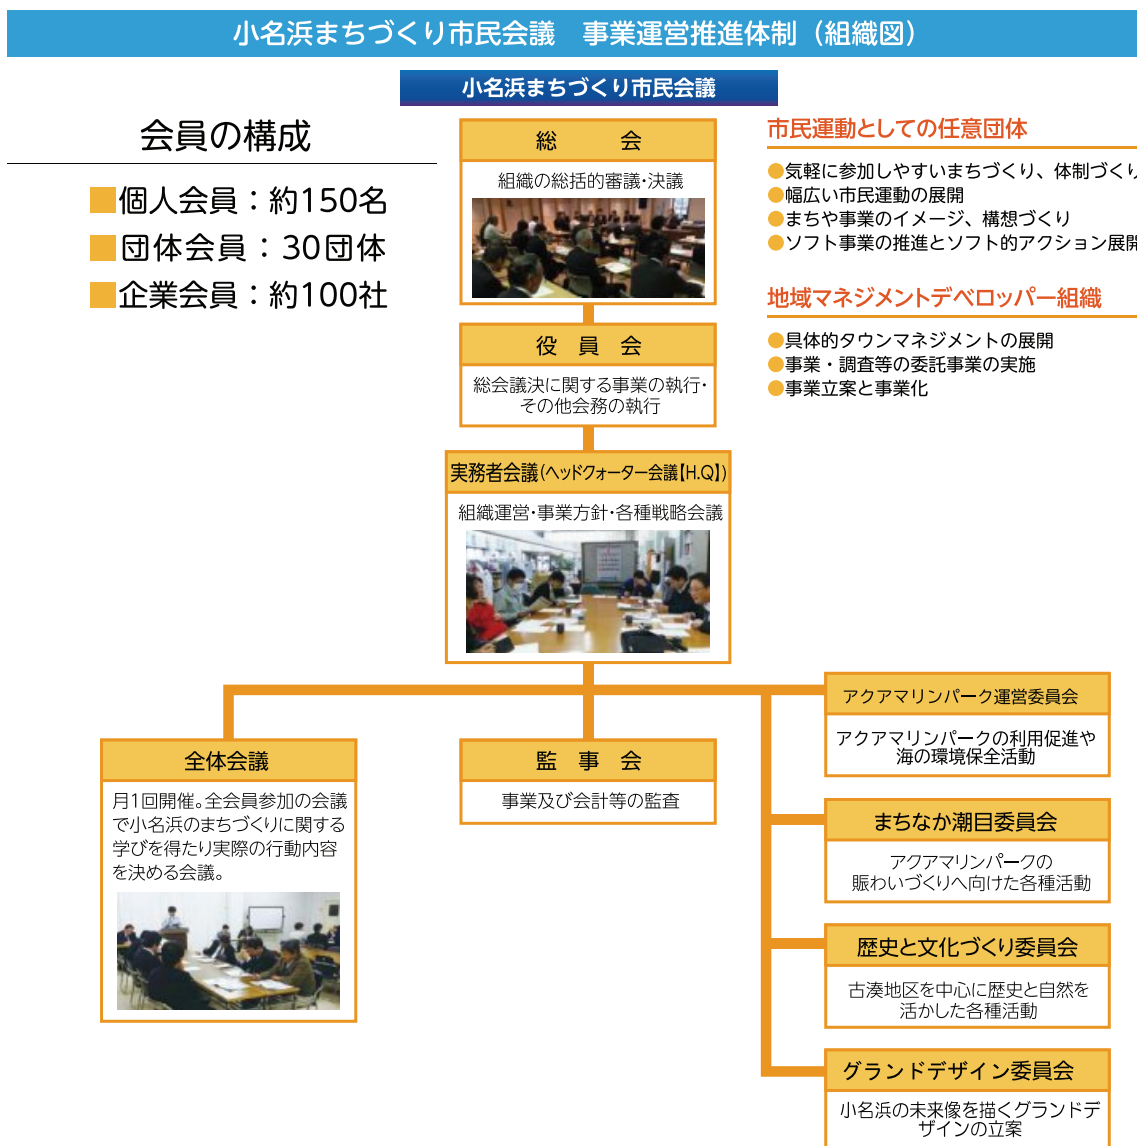 小名浜まちづくり市民会議　事業運営推進体制（組織図）
小名浜まちづくり市民会議
会員の構成
■個人会員：約150名
■団体会員：30団体
■企業会員：約100社
総　会
組織の総括的審議・決議
役　員　会
総会議決に関する事業の執行・
その他会務の執行
実務者会議（ヘッドクォーター会議【H.Q】）
組織運営・事業方針・各種戦略会議
市民運動としての任意団体
●気軽に参加しやすいまちづくり、体制づくり
●幅広い市民運動の展開
●まちや事業のイメージ、構想づくり
●ソフト事業の推進とソフト的アクション展開
地域マネジメントデベロッパー組織
●具体的タウンマネジメントの展開
●事業・調査等の委託事業の実施
●事業立案と事業化
全体会議
月1回開催。全会員参加の会議
で小名浜のまちづくりに関する
学びを得たり実際の行動内容
を決める会議。
監　事　会
事業及び会計等の監査
アクアマリンパーク運営委員会
アクアマリンパークの利用促進や
海の環境保全活動
まちなか潮目委員会
アクアマリンパークの
賑わいづくりへ向けた各種活動
歴史と文化づくり委員会
古湊地区を中心に歴史と自然を
活かした各種活動
グランドデザイン委員会
小名浜の未来像を描くグランドデ
ザインの立案